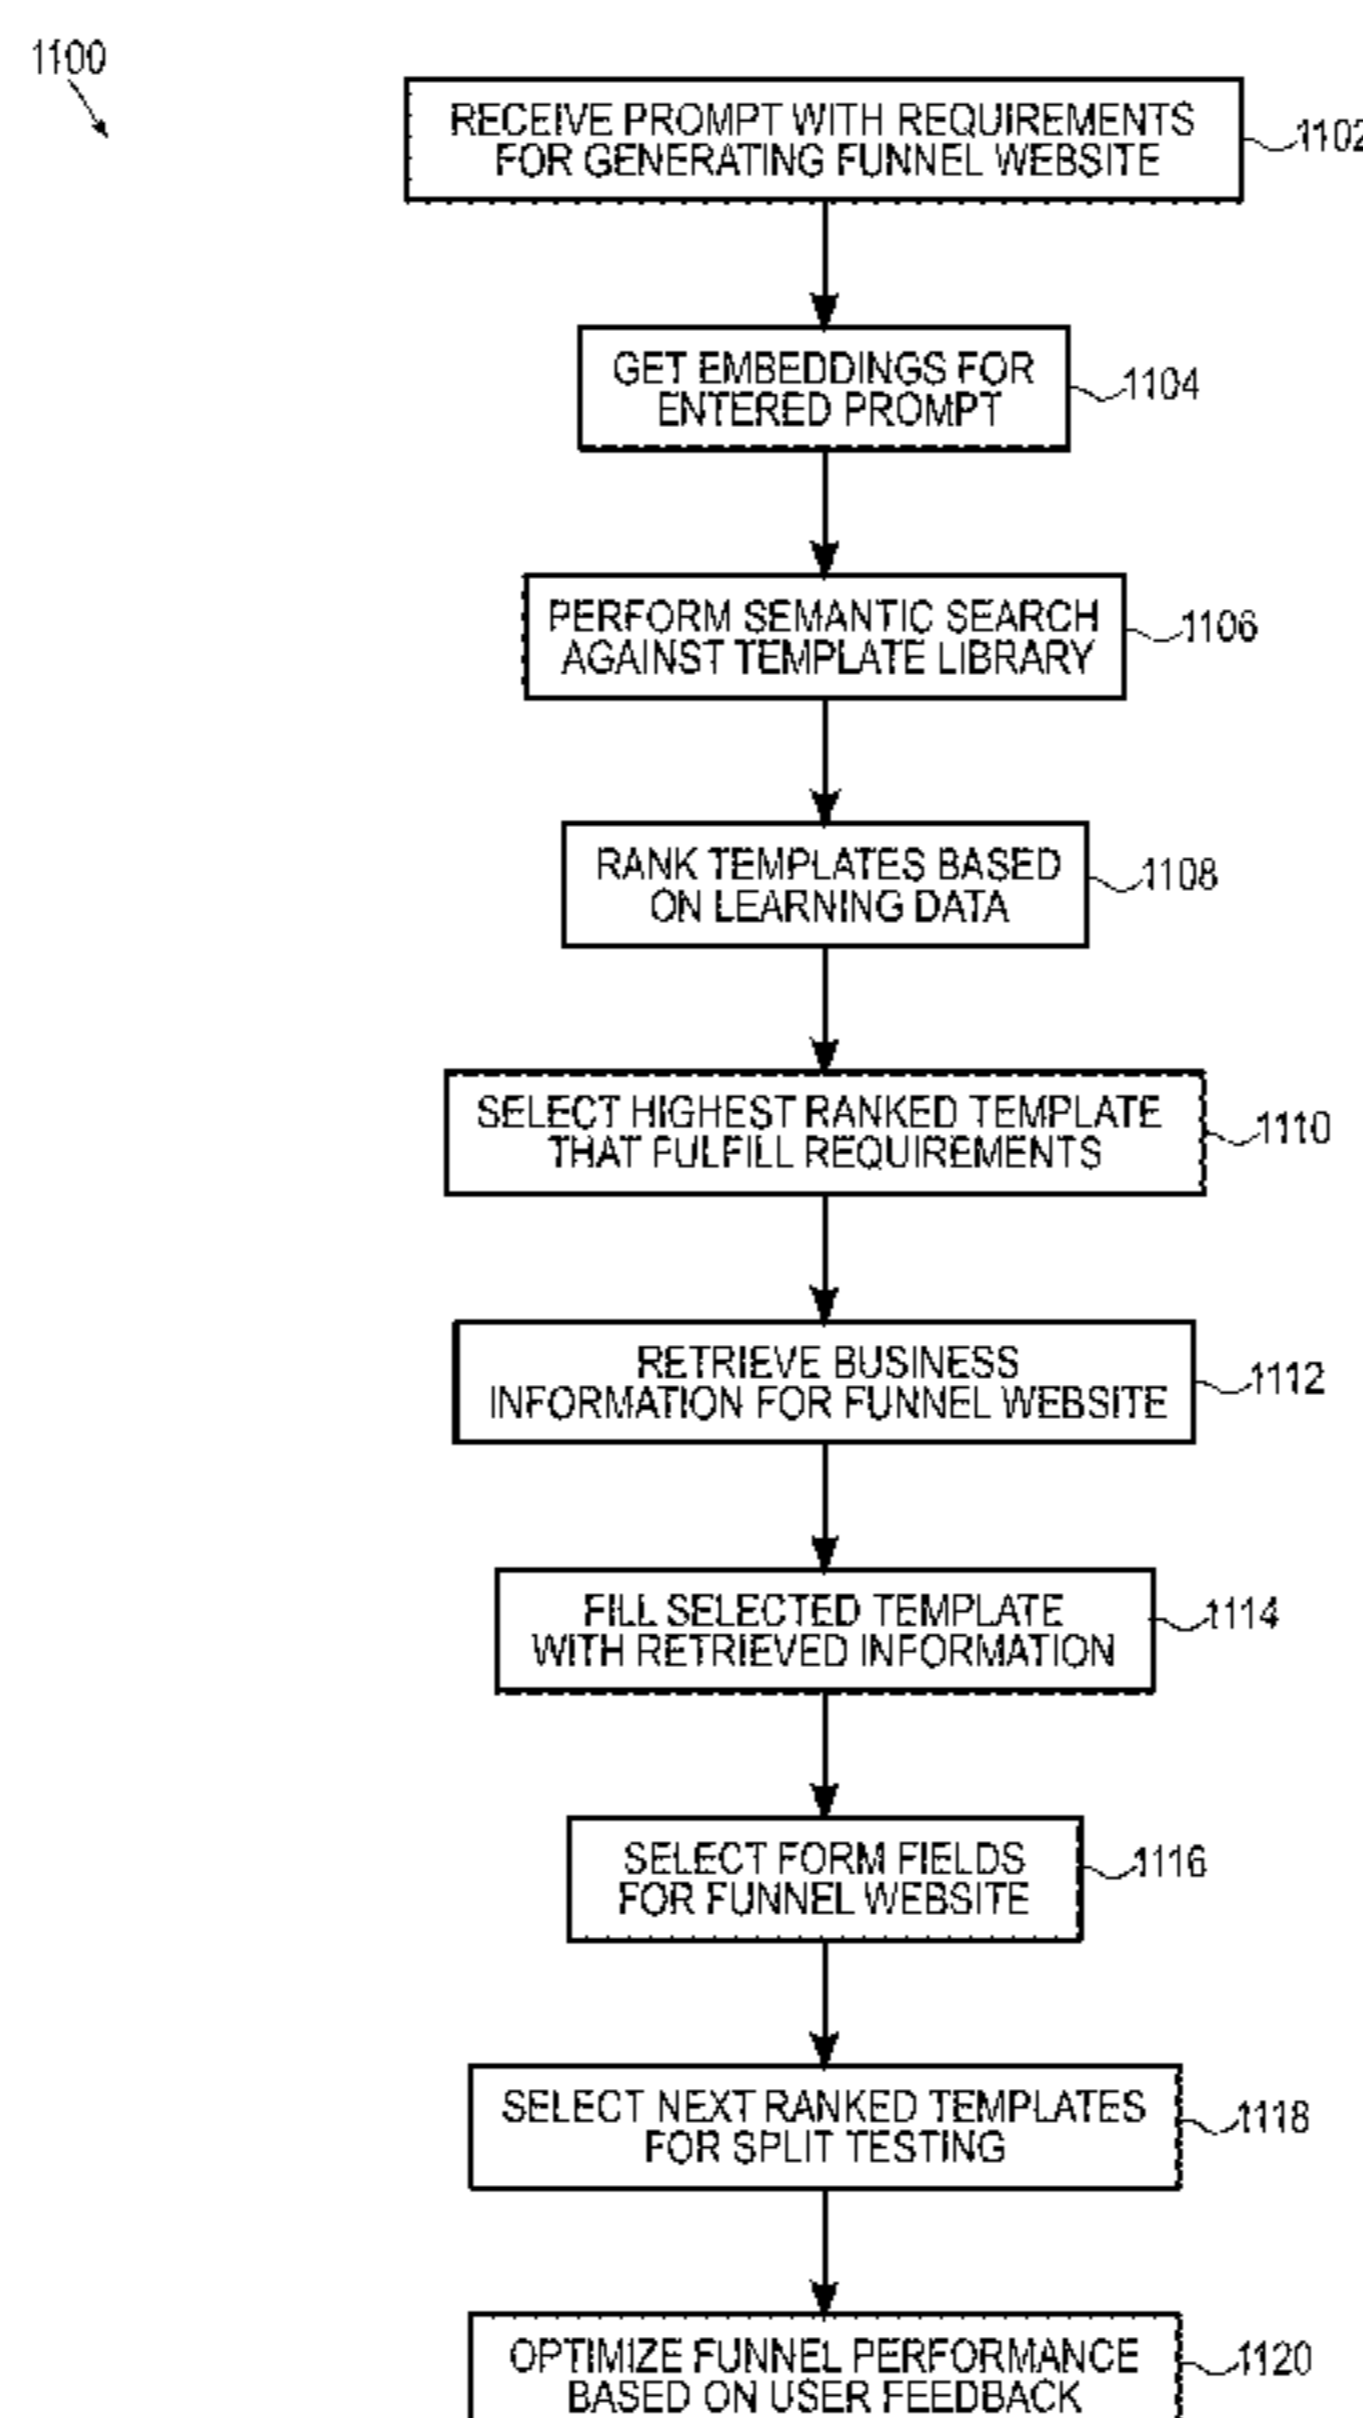 1100
RECEIVE PROMPT WITH REQUIREMENTS
FOR GENERATING FUNNEL WEBSITE
1102
GET EMBEDDINGS FOR
ENTERED PROMPT
1104
PERFORM SEMANTIC SEARCH
AGAINST TEMPLATE LIBRARY
1106
RANK TEMPLATES BASED
ON LEARNING DATA
1108
SELECT HIGHEST RANKED TEMPLATE
THAT FULFILL REQUIREMENTS
1110
RETRIEVE BUSINESS
INFORMATION FOR FUNNEL WEBSITE
1112
FILL SELECTED TEMPLATE
WITH RETRIEVED INFORMATION
1114
SELECT FORM FIELDS
FOR FUNNEL WEBSITE
1116
SELECT NEXT RANKED TEMPLATES
FOR SPLIT TESTING
1118
OPTIMIZE FUNNEL PERFORMANCE
BASED ON USER FEEDBACK
1120